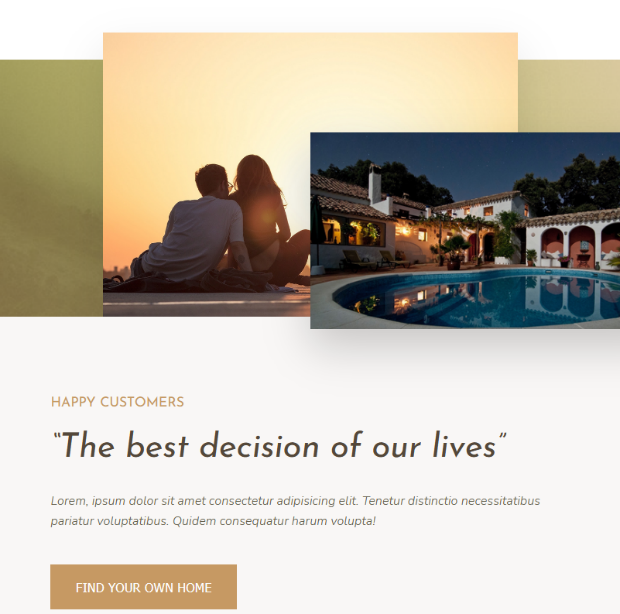 HAPPY CUSTOMERS
“The best decision of our lives”
Lorem, ipsum dolor sit amet consectetur adipisicing elit. Tenetur distinctio necessitatibus
pariatur voluptatibus. Quidem consequatur harum volupta!
FIND YOUR OWN HOME